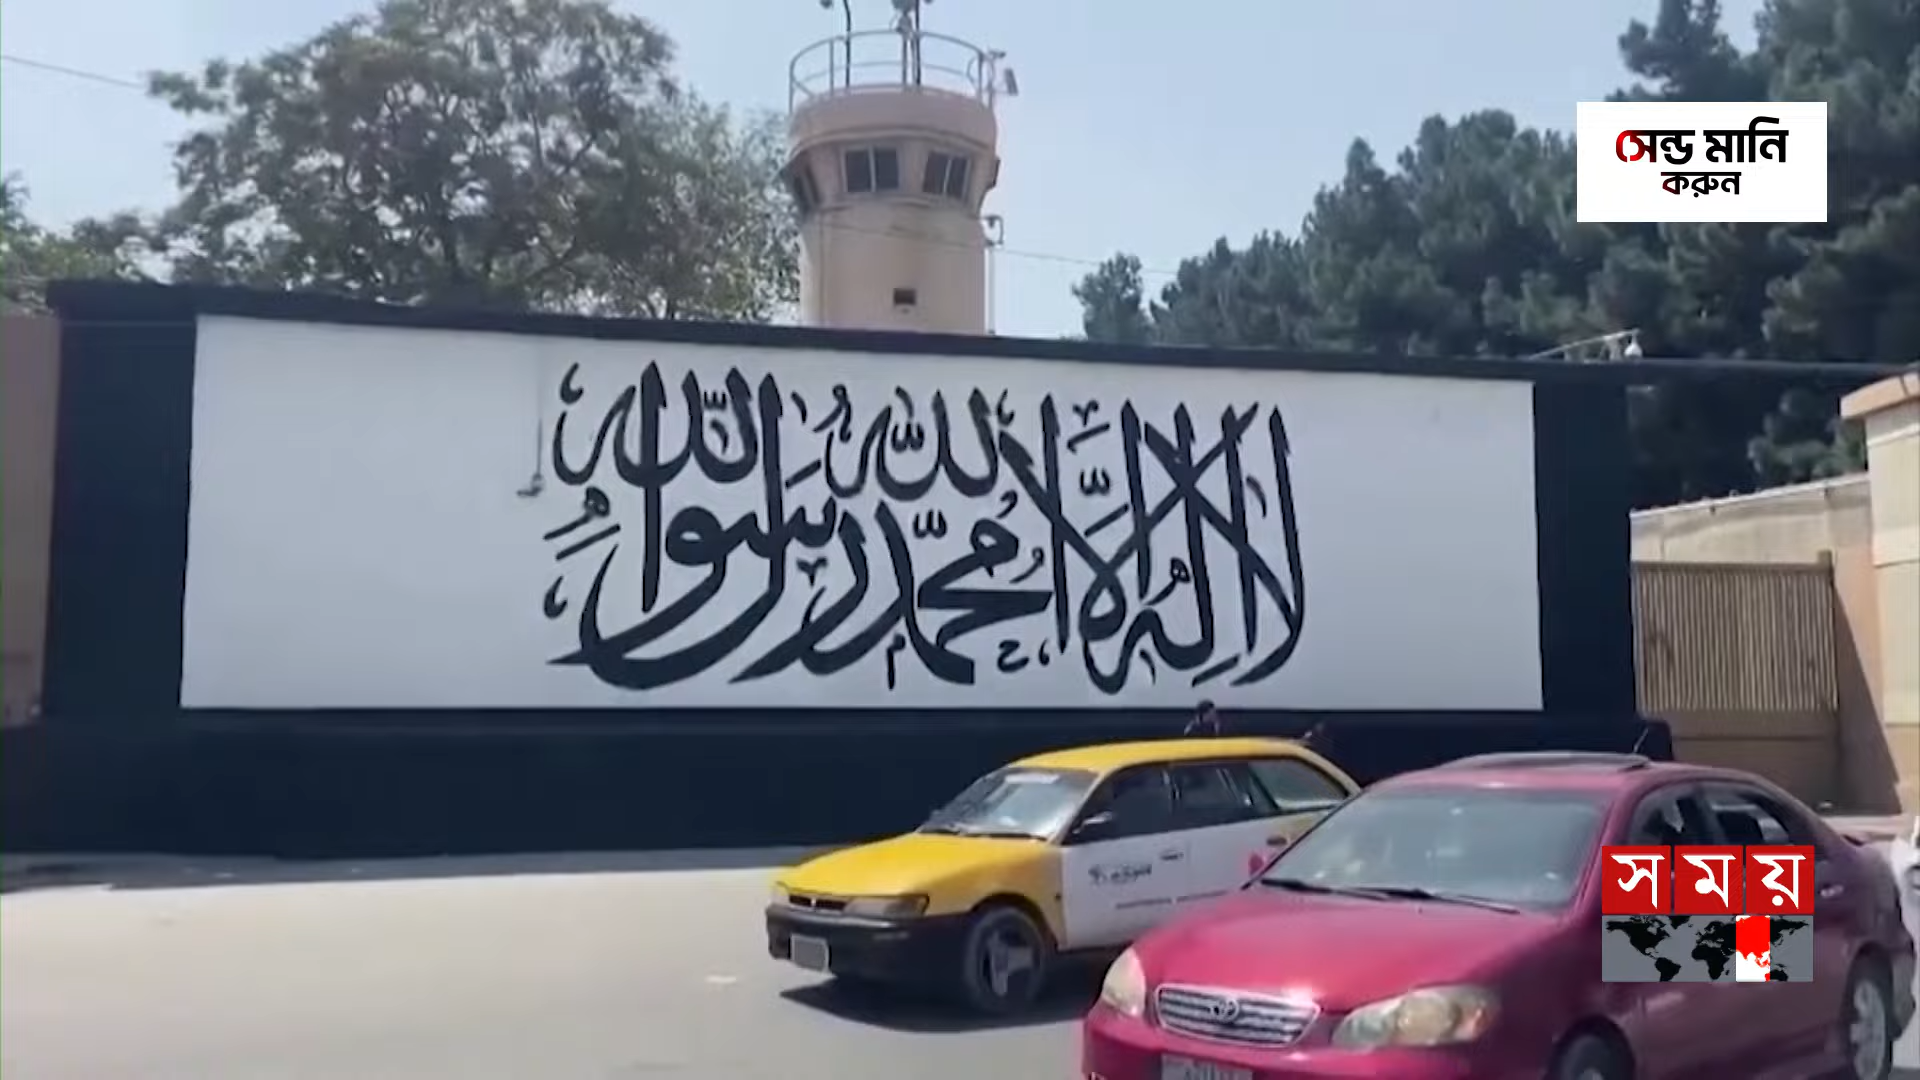 সেন্ড মানি
করুন
لا إله إلا الله
محمد رسول الله
সময়